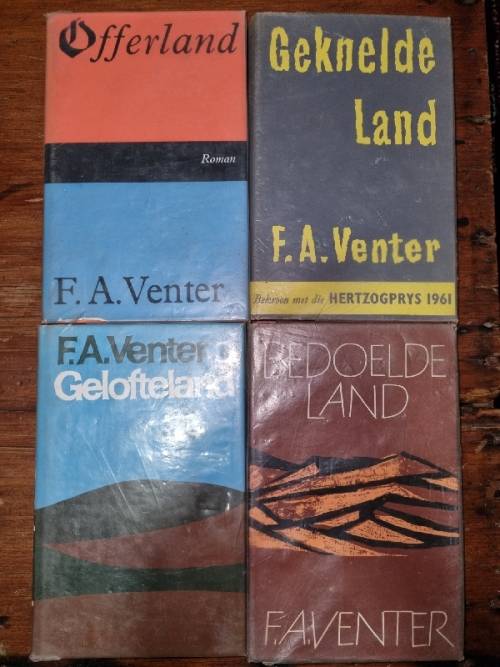 Offerland
Roman
F. A. Venter
Geknelde
Land
F. A. Venter
Bekroon met die HERTZOGPRYS 1961
F.A. Venter
Gelofteland
BEDOELDE
LAND
F.A. VENTER